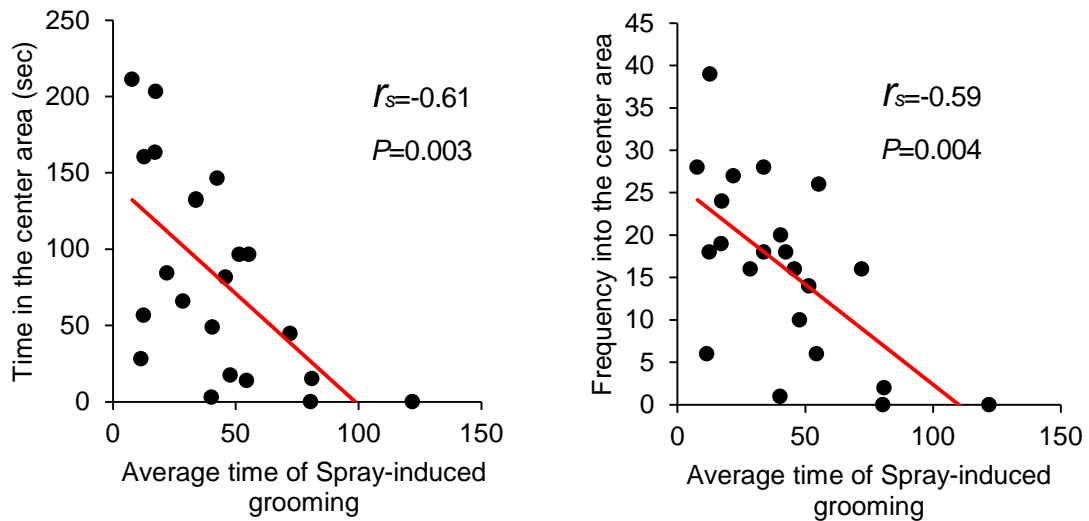 250
200
150
100
50
0
Time in the center area (sec)
rs=-0.61
P=0.003
0 50 100 150
Average time of Spray-induced
grooming
45
40
35
30
25
20
15
10
5
0
Frequency into the center area
rs=-0.59
P=0.004
0 50 100 150
Average time of Spray-induced
grooming